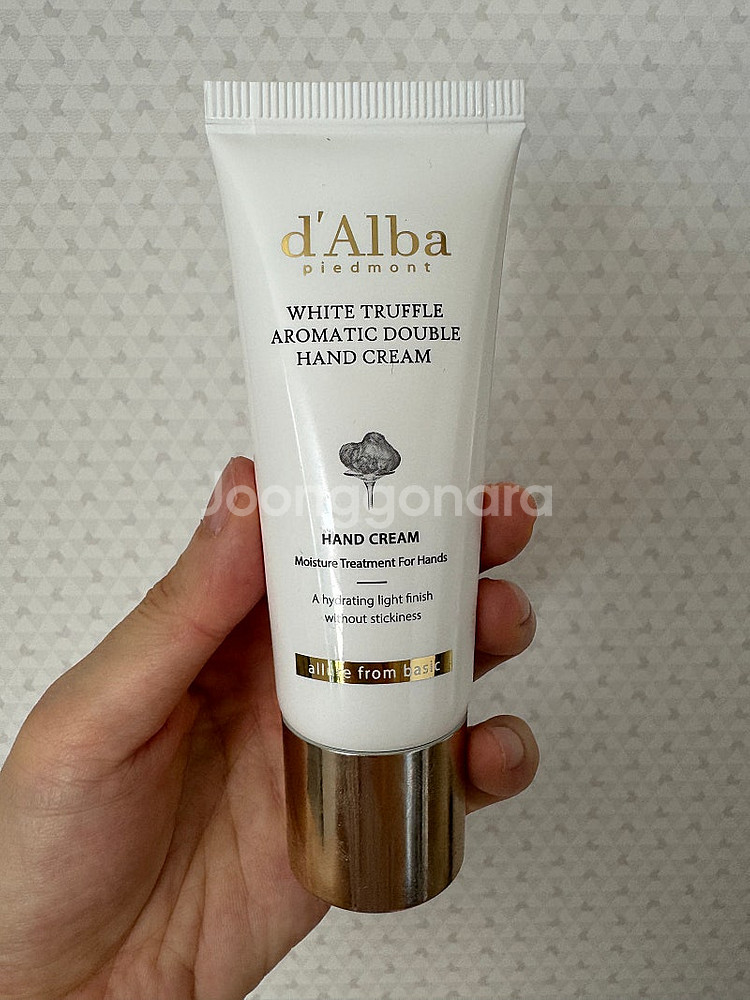 d'Alba
piedmont
WHITE TRUFFLE
AROMATIC DOUBLE
HAND CREAM
Joonggonara
HAND CREAM
Moisture Treatment For Hands
A hydrating light finish
without stickiness
allure from basic